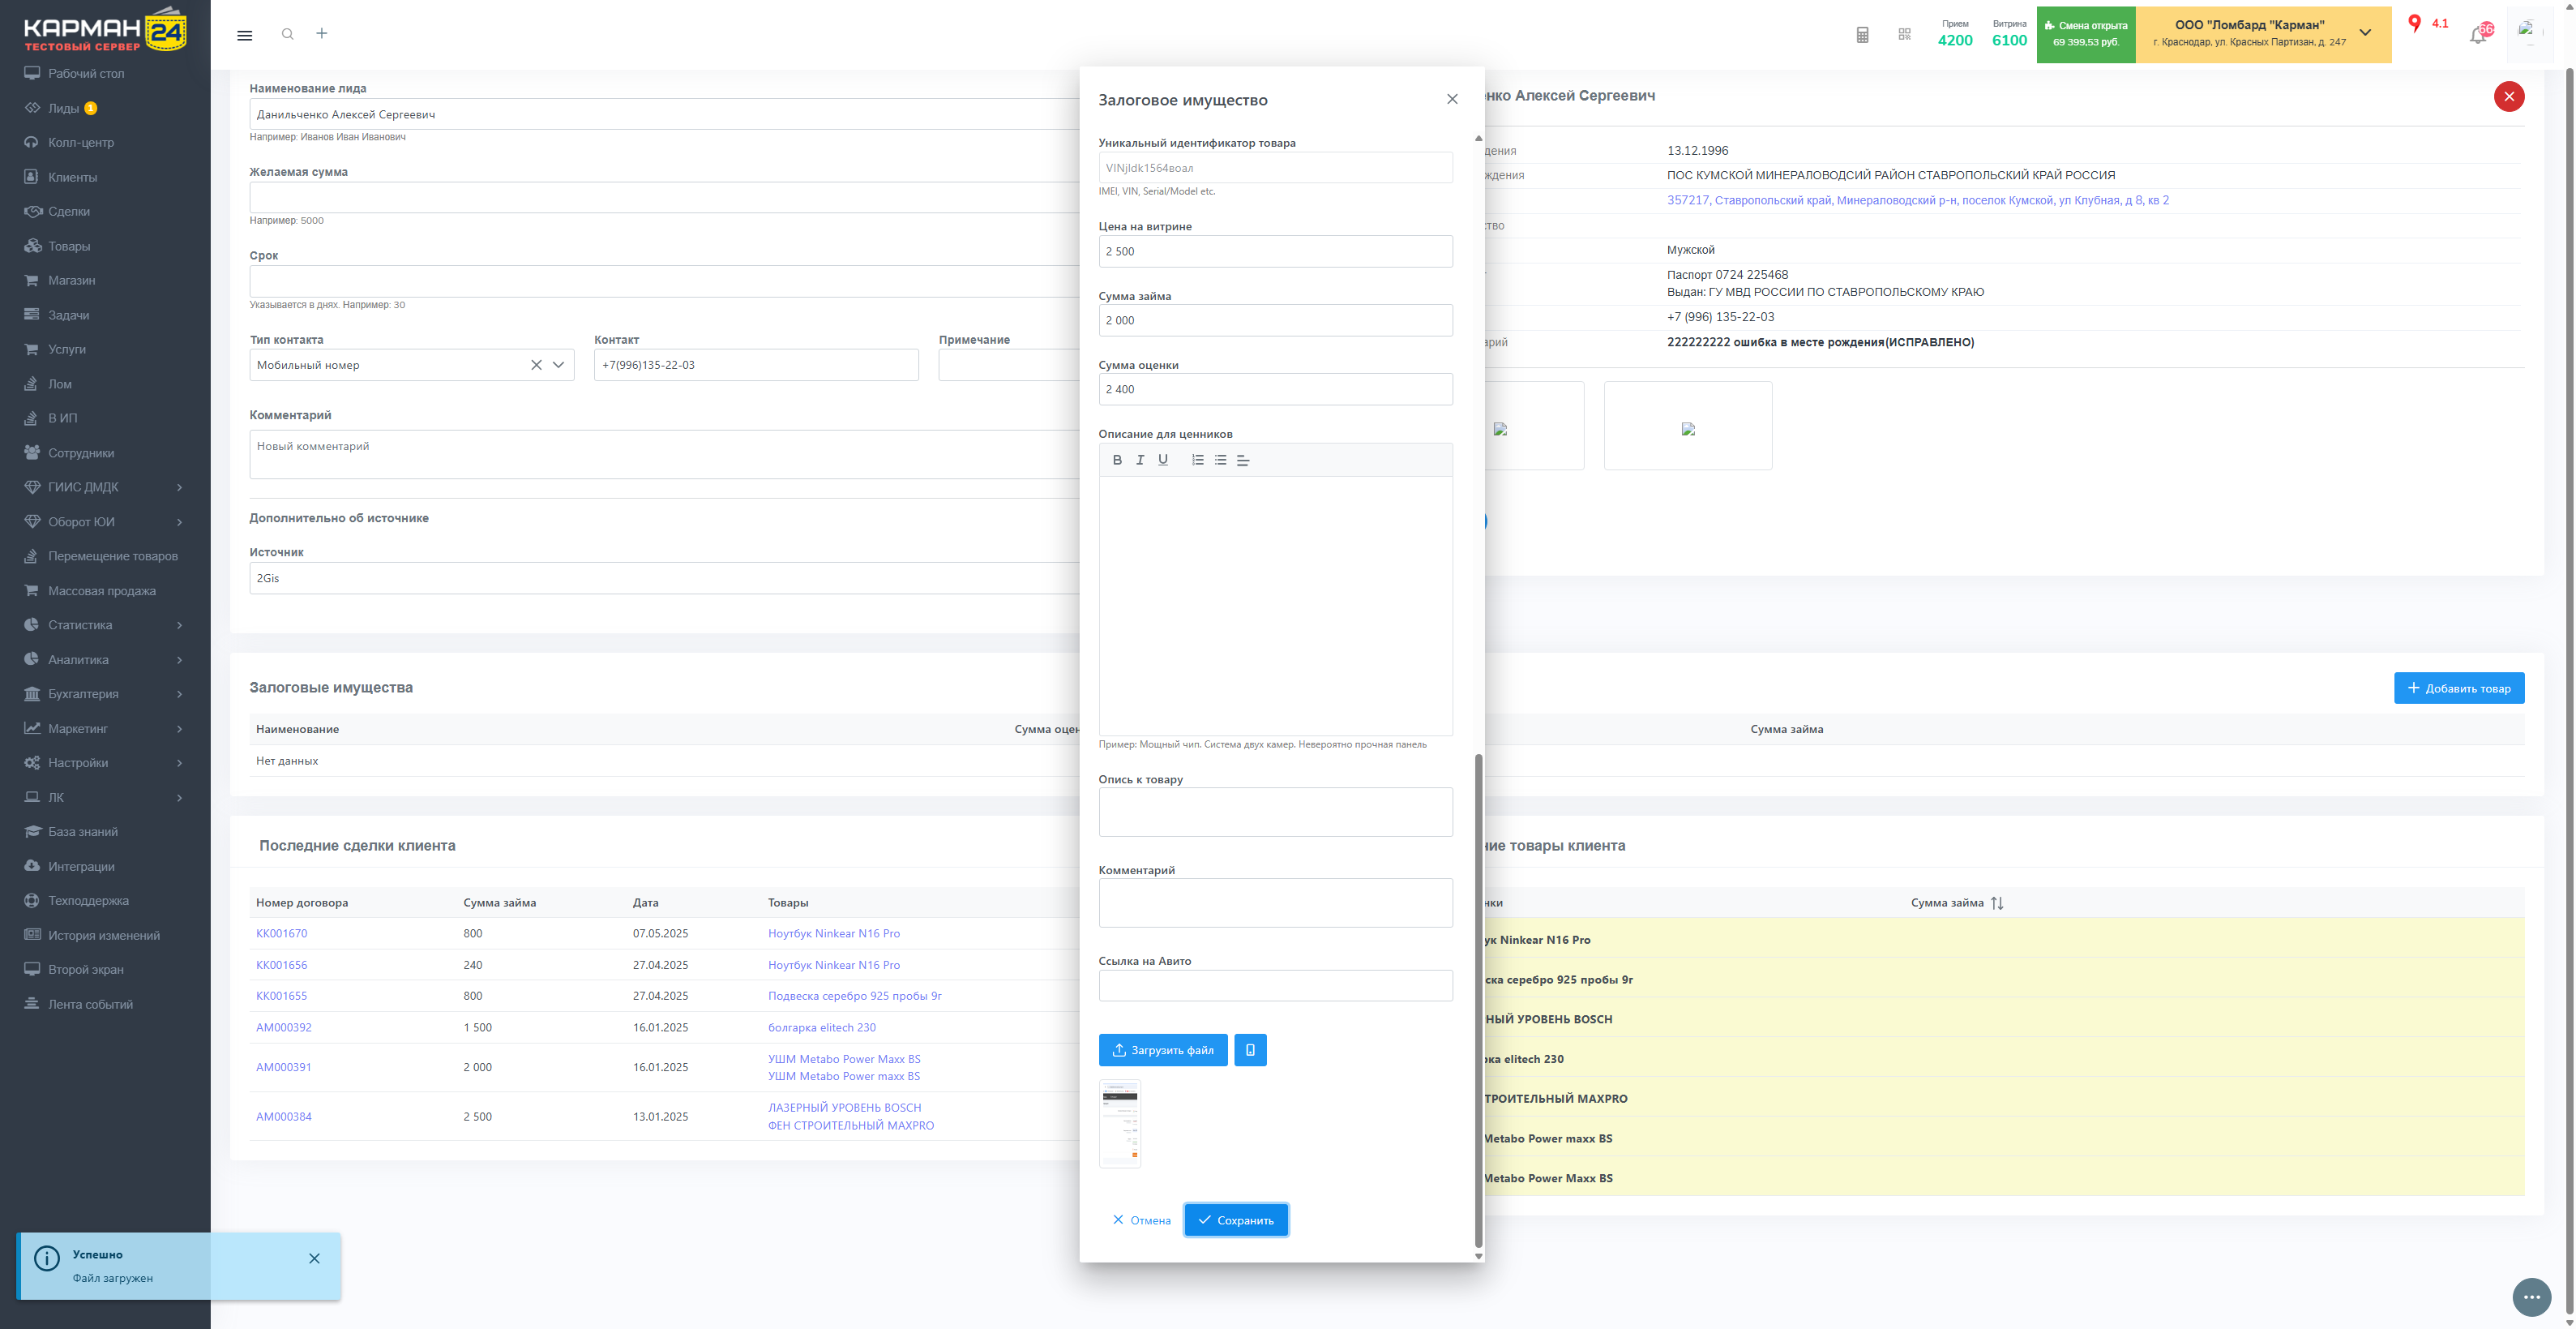 КАРМАН 24
ТЕСТОВЫЙ СЕРВЕР
Рабочий стол
Лиды 1
Колл-центр
Клиенты
Сделки
Товары
Магазин
Задачи
Услуги
Лом
В ИП
Сотрудники
ГИИС ДМДК
Оборот ЮИ
Перемещение товаров
Массовая продажа
Статистика
Аналитика
Бухгалтерия
Маркетинг
Настройки
ЛК
База знаний
Интеграции
Техподдержка
История изменений
Второй экран
Лента событий
Прием
4200
Витрина
6100
Смена открыта
69 399,53 руб.
ООО "Ломбард "Карман"
г. Краснодар, ул. Красных Партизан, д. 247
4.1
66
Наименование лида
Данильченко Алексей Сергеевич
Например: Иванов Иван Иванович
Желаемая сумма
Например: 5000
Срок
Указывается в днях. Например: 30
Тип контакта
Контакт
Примечание
Мобильный номер
+7(996)135-22-03
Комментарий
Новый комментарий
Дополнительно об источнике
Источник
2Gis
Залоговое имущество
Уникальный идентификатор товара
VINjldk1564воал
IMEI, VIN, Serial/Model etc.
Цена на витрине
2 500
Сумма займа
2 000
Сумма оценки
2 400
Описание для ценников
B I U
Пример: Мощный чип. Система двух камер. Невероятно прочная панель
Опись к товару
Комментарий
Ссылка на Авито
Загрузить файл
Отмена
Сохранить
нко Алексей Сергеевич
дения
13.12.1996
ждения
ПОС КУМСКОЙ МИНЕРАЛОВОДСИЙ РАЙОН СТАВРОПОЛЬСКИЙ КРАЙ РОССИЯ
357217, Ставропольский край, Минераловодский р-н, поселок Кумской, ул Клубная, д 8, кв 2
ство
Мужской
Паспорт 0724 225468
Выдан: ГУ МВД РОССИИ ПО СТАВРОПОЛЬСКОМУ КРАЮ
+7 (996) 135-22-03
арий
222222222 ошибка в месте рождения(ИСПРАВЛЕНО)
Залоговые имущества
Добавить товар
Наименование
Сумма оцен
Сумма займа
Нет данных
Последние сделки клиента
Номер договора
Сумма займа
Дата
Товары
КК001670
800
07.05.2025
Ноутбук Ninkear N16 Pro
КК001656
240
27.04.2025
Ноутбук Ninkear N16 Pro
КК001655
800
27.04.2025
Подвеска серебро 925 пробы 9г
АМ000392
1 500
16.01.2025
болгарка elitech 230
АМ000391
2 000
16.01.2025
УШМ Metabo Power Maxx BS
УШМ Metabo Power maxx BS
АМ000384
2 500
13.01.2025
ЛАЗЕРНЫЙ УРОВЕНЬ BOSCH
ФЕН СТРОИТЕЛЬНЫЙ MAXPRO
ние товары клиента
нки
Сумма займа
ук Ninkear N16 Pro
ска серебро 925 пробы 9г
НЫЙ УРОВЕНЬ BOSCH
рка elitech 230
ТРОИТЕЛЬНЫЙ MAXPRO
Metabo Power maxx BS
Metabo Power Maxx BS
Успешно
Файл загружен